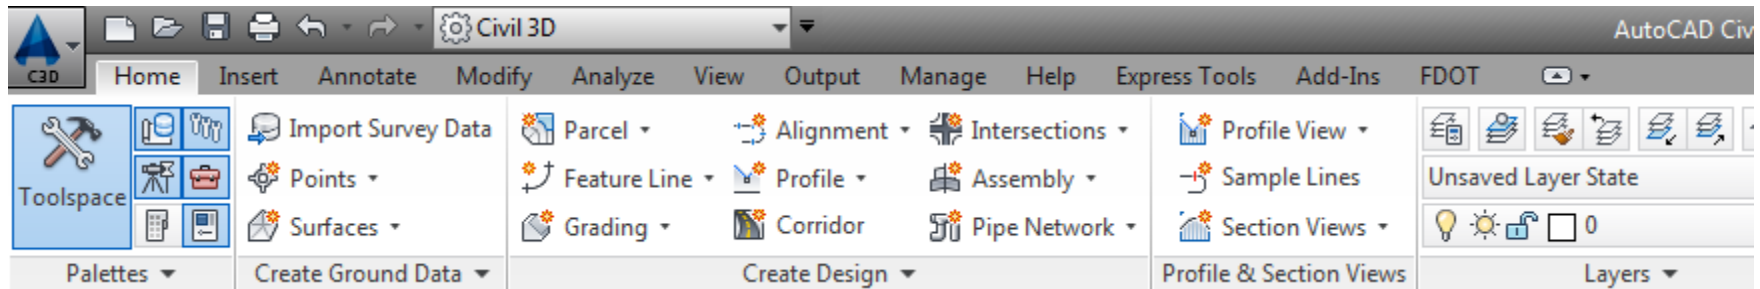 Civil 3D AutoCAD Civ
C3D Home Insert Annotate Modify Analyze View Output Manage Help Express Tools Add-Ins FDOT
Import Survey Data Parcel Alignment Intersections Profile View
Toolspace Points Feature Line Profile Assembly Sample Lines Unsaved Layer State
Surfaces Grading Corridor Pipe Network Section Views 0
Palettes Create Ground Data Create Design Profile & Section Views Layers